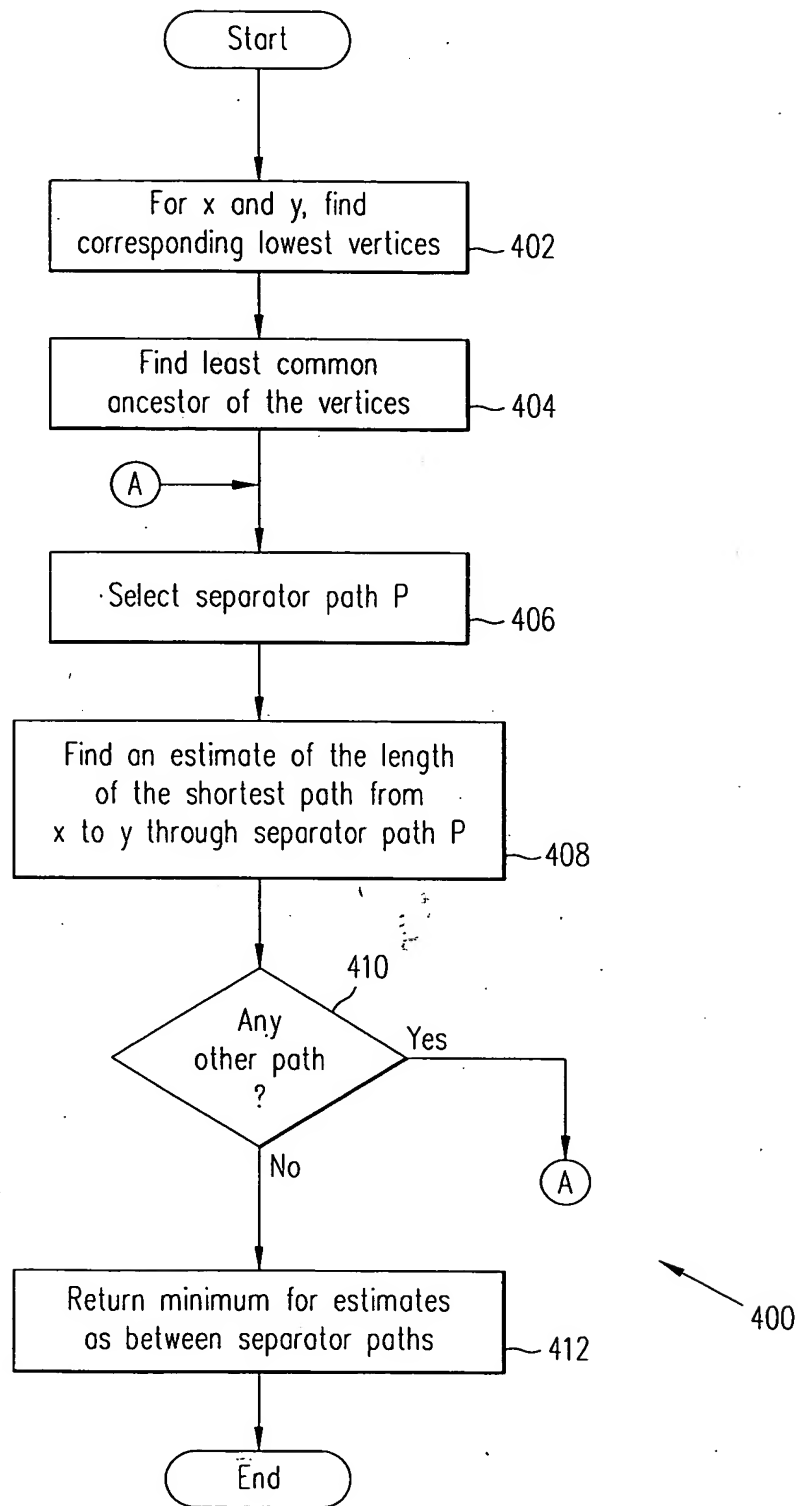 Start
For x and y, find
corresponding lowest vertices
402
Find least common
ancestor of the vertices
404
A
Select separator path P
406
Find an estimate of the length
of the shortest path from
x to y through separator path P
408
410
Any
other path
?
Yes
No
A
Return minimum for estimates
as between separator paths
412
400
End